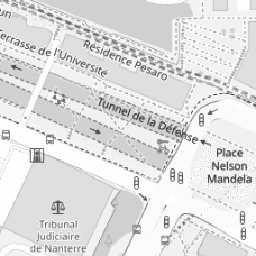 Terrasse de l'Université
Résidence Pesaro
Tunnel de la Défense
Place
Nelson
Mandela
Tribunal
Judiciaire
de Nanterre